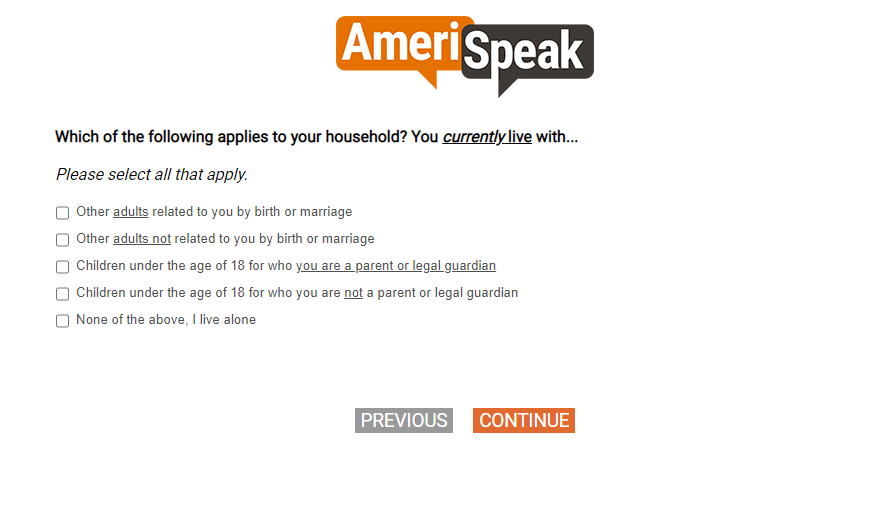 AmeriSpeak
Which of the following applies to your household? You currently live with...
Please select all that apply.
Other adults related to you by birth or marriage
Other adults not related to you by birth or marriage
Children under the age of 18 for who you are a parent or legal guardian
Children under the age of 18 for who you are not a parent or legal guardian
None of the above, I live alone
PREVIOUS CONTINUE